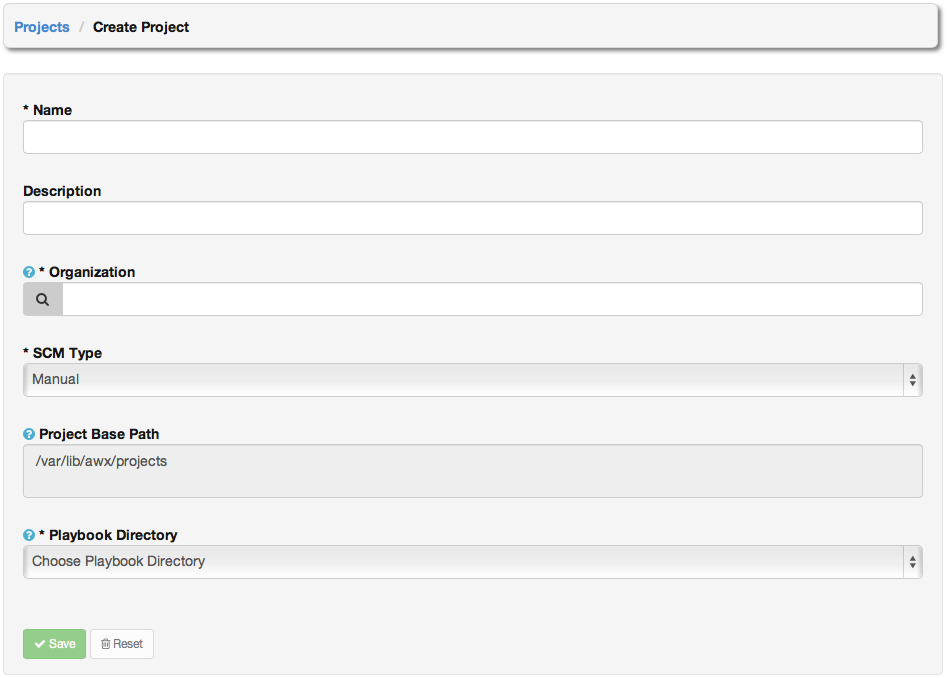 Projects / Create Project
* Name
Description
? * Organization
* SCM Type
Manual
? Project Base Path
/var/lib/awx/projects
? * Playbook Directory
Choose Playbook Directory
Save Reset